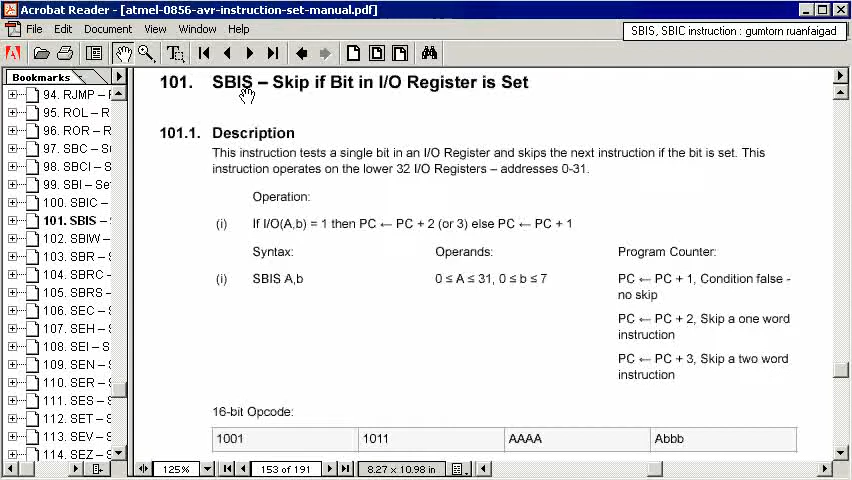 Acrobat Reader - [atmel-0856-avr-instruction-set-manual.pdf]
File Edit Document View Window Help
SBIS, SBIC instruction : gumtorn ruanfaigad
Bookmarks
94. RJMP – R
95. ROL – R
96. ROR – R
97. SBC – Su
98. SBCI – S
99. SBI – Se
100. SBIC –
101. SBIS –
102. SBIW –
103. SBR – S
104. SBRC –
105. SBRS –
106. SEC – S
107. SEH – S
108. SEI – S
109. SEN – S
110. SER – S
111. SES – S
112. SET – S
113. SEV – S
114. SEZ – S
101. SBIS – Skip if Bit in I/O Register is Set
101.1. Description
This instruction tests a single bit in an I/O Register and skips the next instruction if the bit is set. This
instruction operates on the lower 32 I/O Registers – addresses 0-31.
Operation:
(i) If I/O(A,b) = 1 then PC ← PC + 2 (or 3) else PC ← PC + 1
Syntax: Operands: Program Counter:
(i) SBIS A,b 0 ≤ A ≤ 31, 0 ≤ b ≤ 7 PC ← PC + 1, Condition false -
no skip
PC ← PC + 2, Skip a one word
instruction
PC ← PC + 3, Skip a two word
instruction
16-bit Opcode:
1001 1011 AAAA Abbb
125% 153 of 191 8.27 x 10.98 in